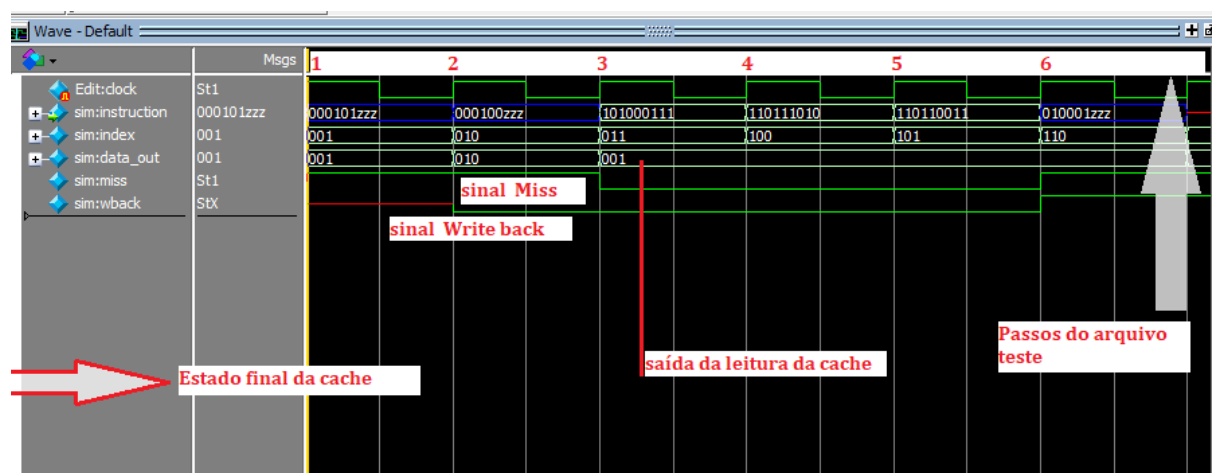 Wave - Default
Msgs 1 2 3 4 5 6
Edit:clock St1
sim:instruction 000101zzz 000101zzz 000100zzz 101000111 110111010 110110011 010001zzz
sim:index 001 001 010 011 100 101 110
sim:data_out 001 001 010 001
sim:miss St1
sim:wback StX
sinal Miss
sinal Write back
Passos do arquivo
teste
saída da leitura da cache
Estado final da cache